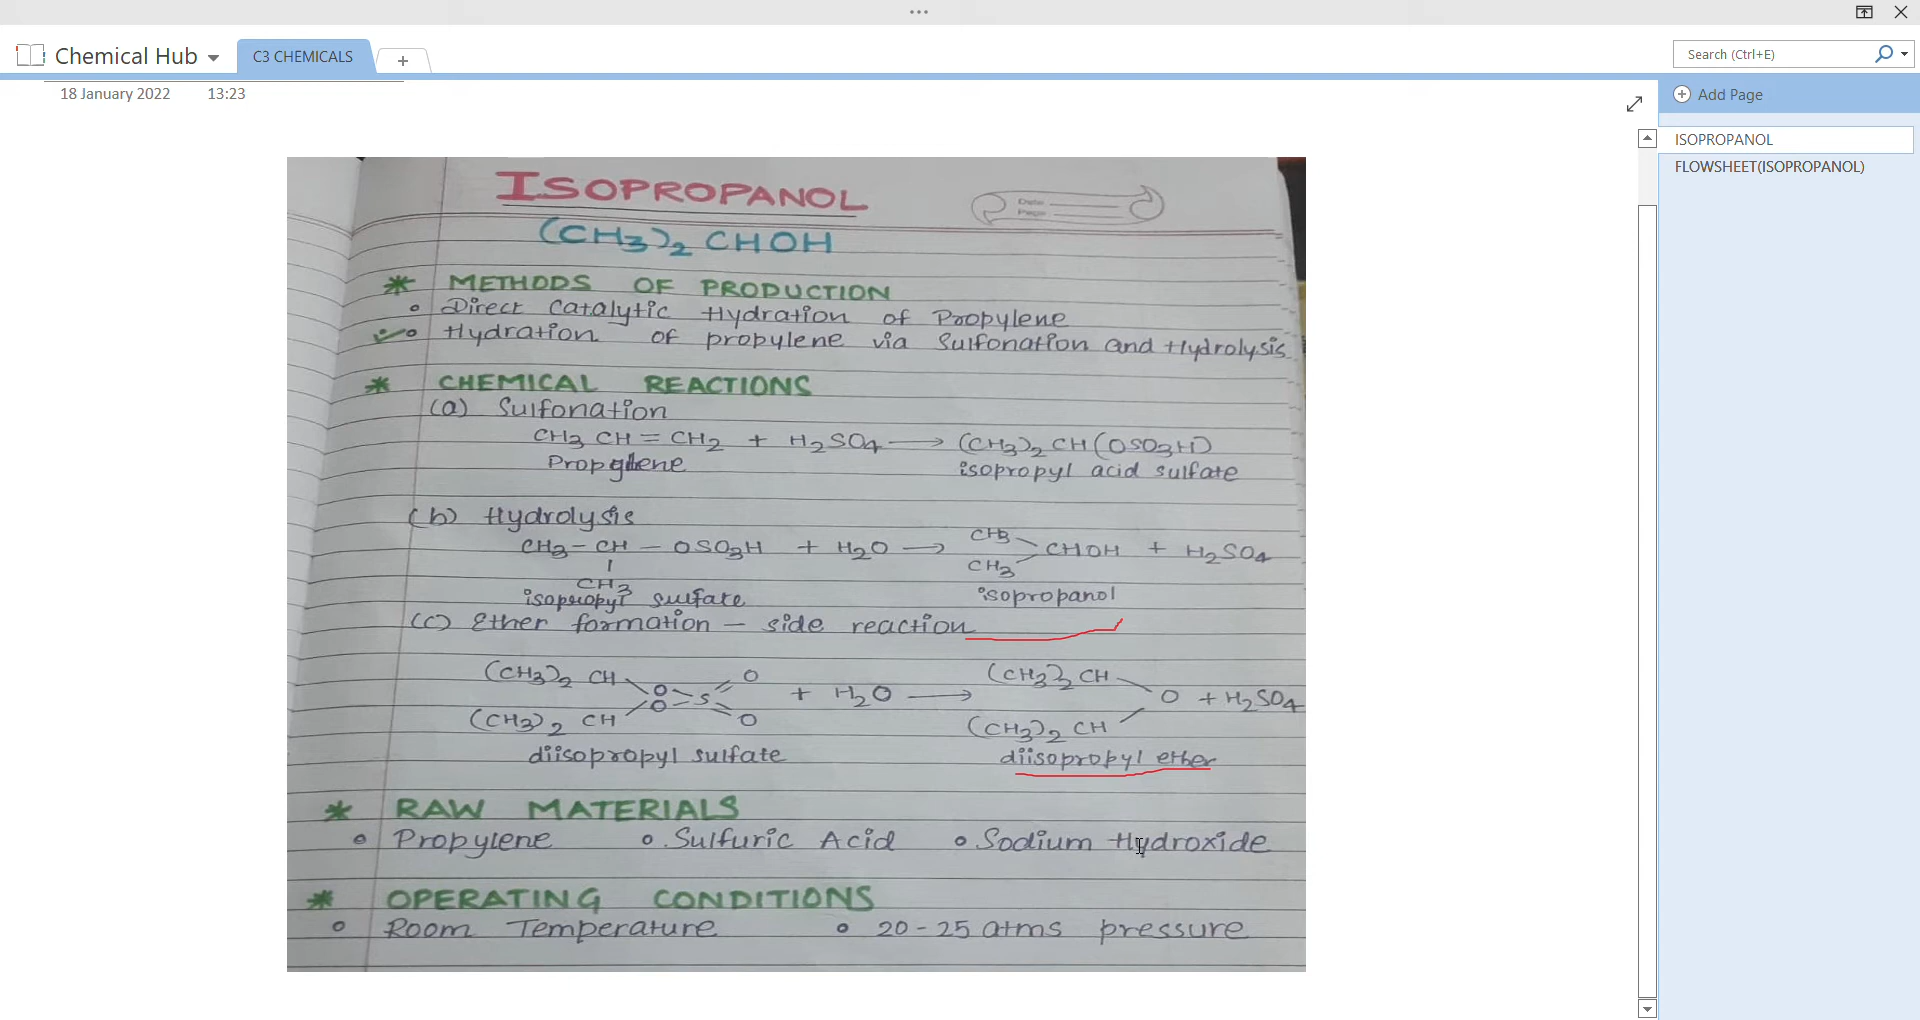 Chemical Hub
C3 CHEMICALS
+
Search (Ctrl+E)
18 January 2022 13:23
Add Page
ISOPROPANOL
FLOWSHEET(ISOPROPANOL)
ISOPROPANOL
Date:
Page:
(CH3)2 CHOH
* METHODS OF PRODUCTION
Direct Catalytic Hydration of Propylene
Hydration of propylene via Sulfonation and Hydrolysis
* CHEMICAL REACTIONS
(a) Sulfonation
CH3 CH = CH2 + H2SO4 → (CH3)2 CH(OSO3H)
Propylene isopropyl acid sulfate
(b) Hydrolysis
CH3 - CH - OSO3H + H2O → CH3 CH3 CHOH + H2SO4
CH3
isopropyl sulfate isopropanol
(c) Ether formation - side reaction
(CH3)2 CH O S O + H2O → (CH3)2 CH O + H2SO4
(CH3)2 CH O O (CH3)2 CH
diisopropyl sulfate diisopropyl ether
* RAW MATERIALS
Propylene Sulfuric Acid Sodium Hydroxide
* OPERATING CONDITIONS
Room Temperature 20-25 atms pressure